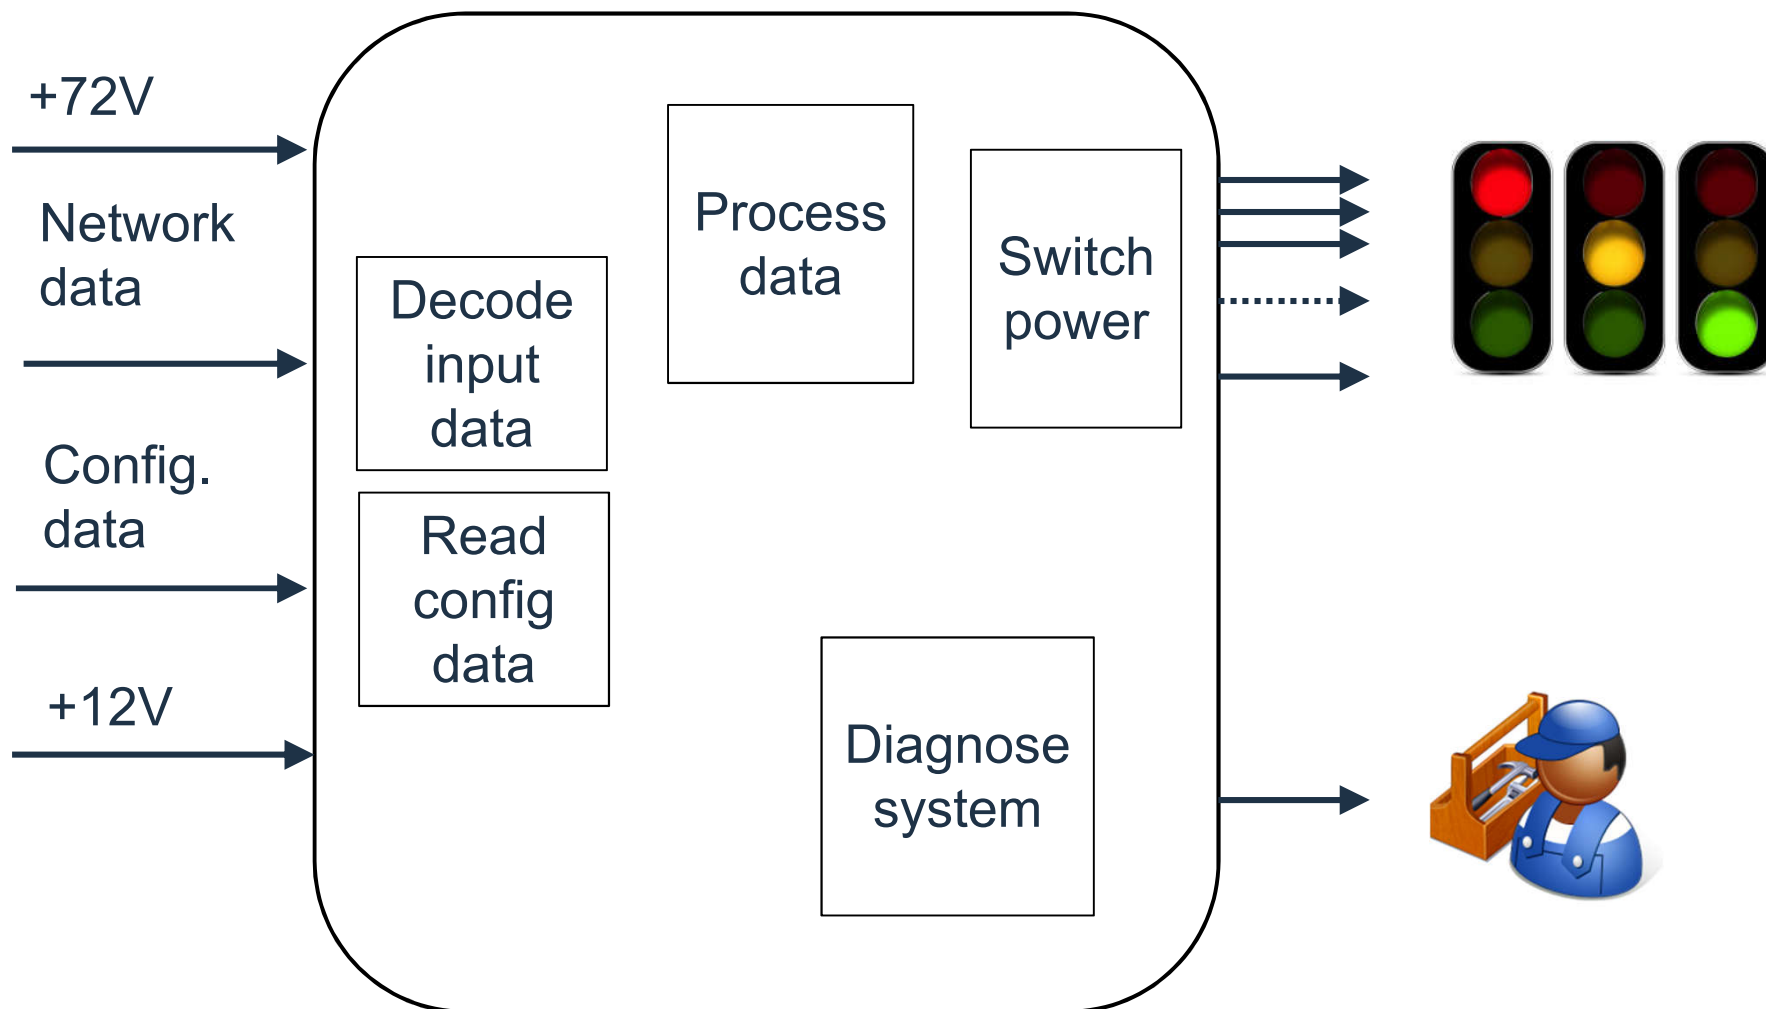 +72V
Network
data
Config.
data
+12V
Decode
input
data
Read
config
data
Process
data
Switch
power
Diagnose
system